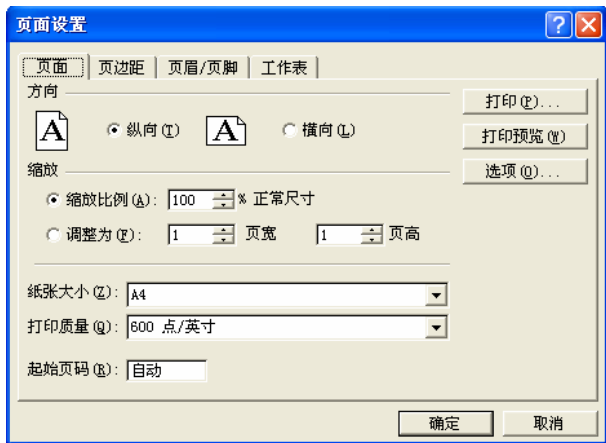 页面设置
页面 页边距 页眉/页脚 工作表
方向
A 纵向(T) A 横向(L)
打印(P)...
打印预览(W)
选项(O)...
缩放
缩放比例(A): 100 % 正常尺寸
调整为(F): 1 页宽 1 页高
纸张大小(Z): A4
打印质量(Q): 600 点/英寸
起始页码(R): 自动
确定 取消